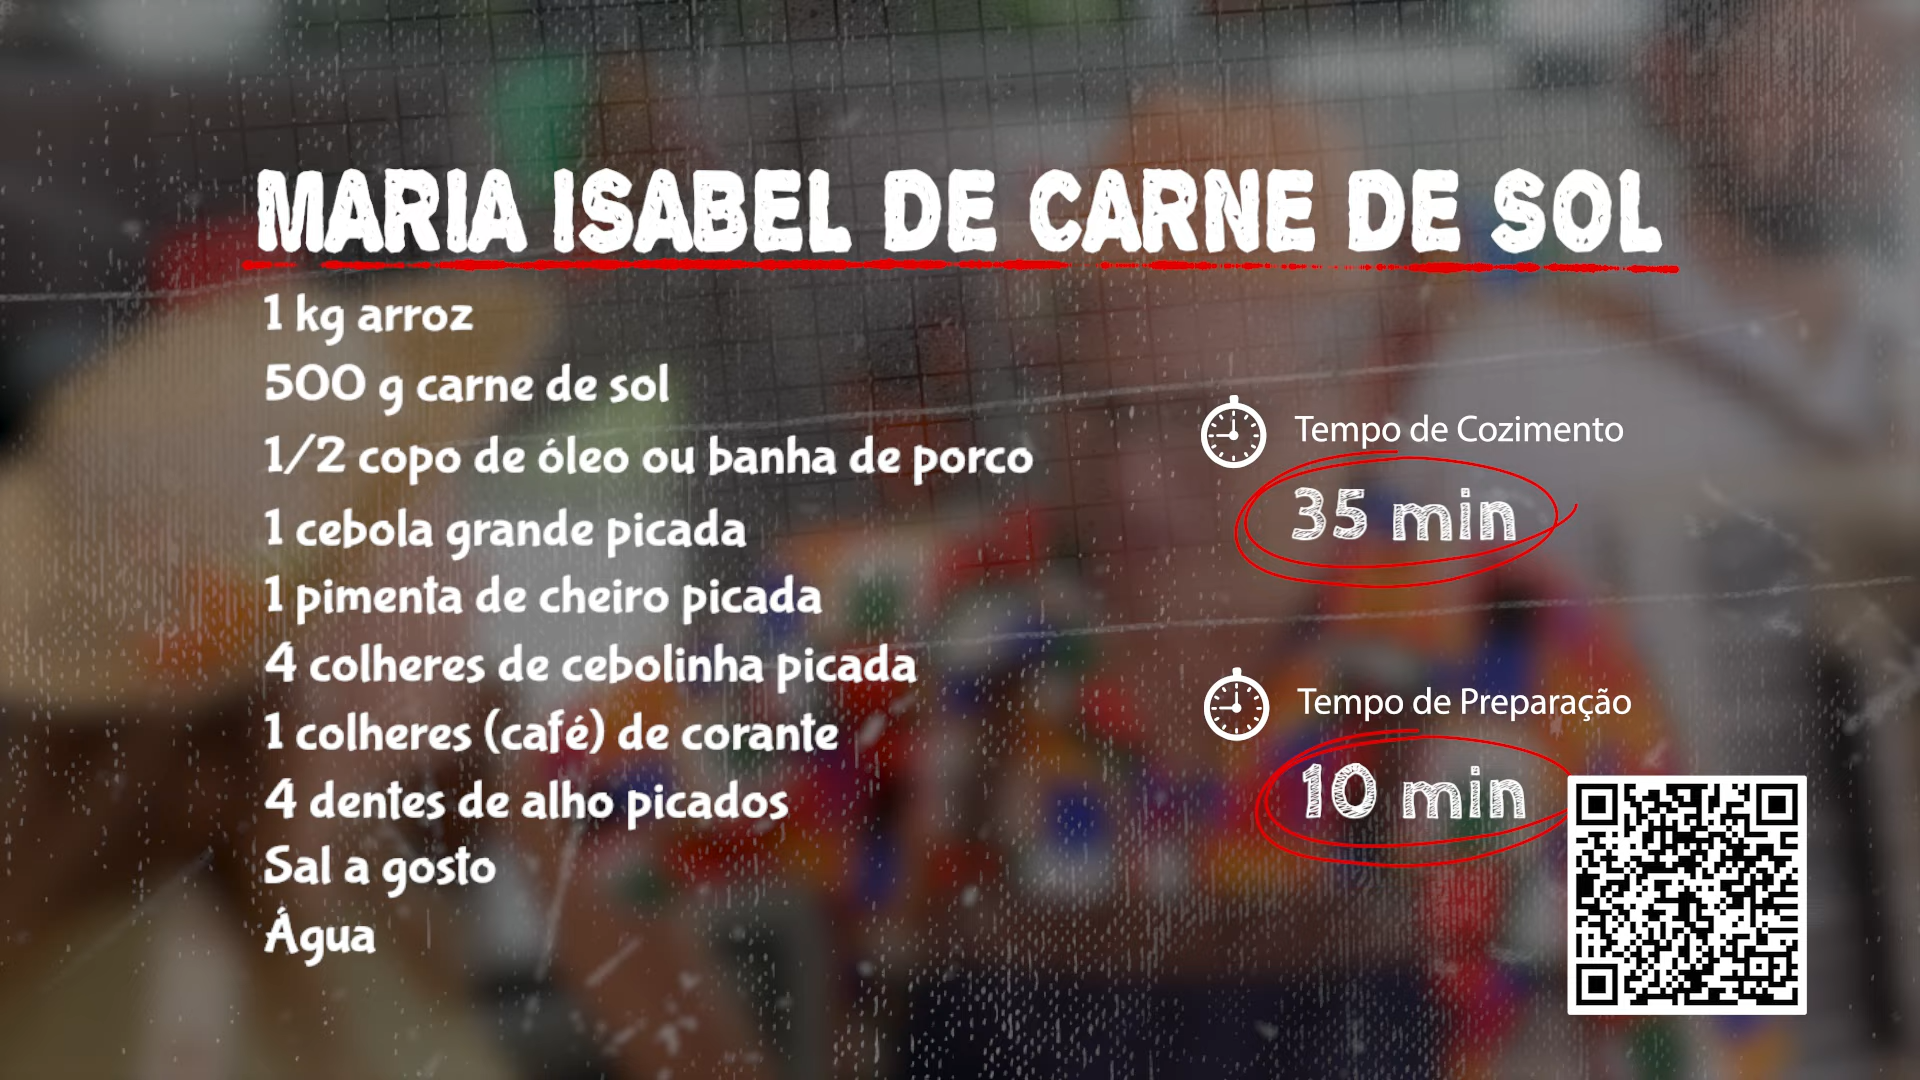 MARIA ISABEL DE CARNE DE SOL
1 kg arroz
500 g carne de sol
1/2 copo de óleo ou banha de porco
1 cebola grande picada
1 pimenta de cheiro picada
4 colheres de cebolinha picada
1 colheres (café) de corante
4 dentes de alho picados
Sal a gosto
Água
Tempo de Cozimento
35 min
Tempo de Preparação
10 min